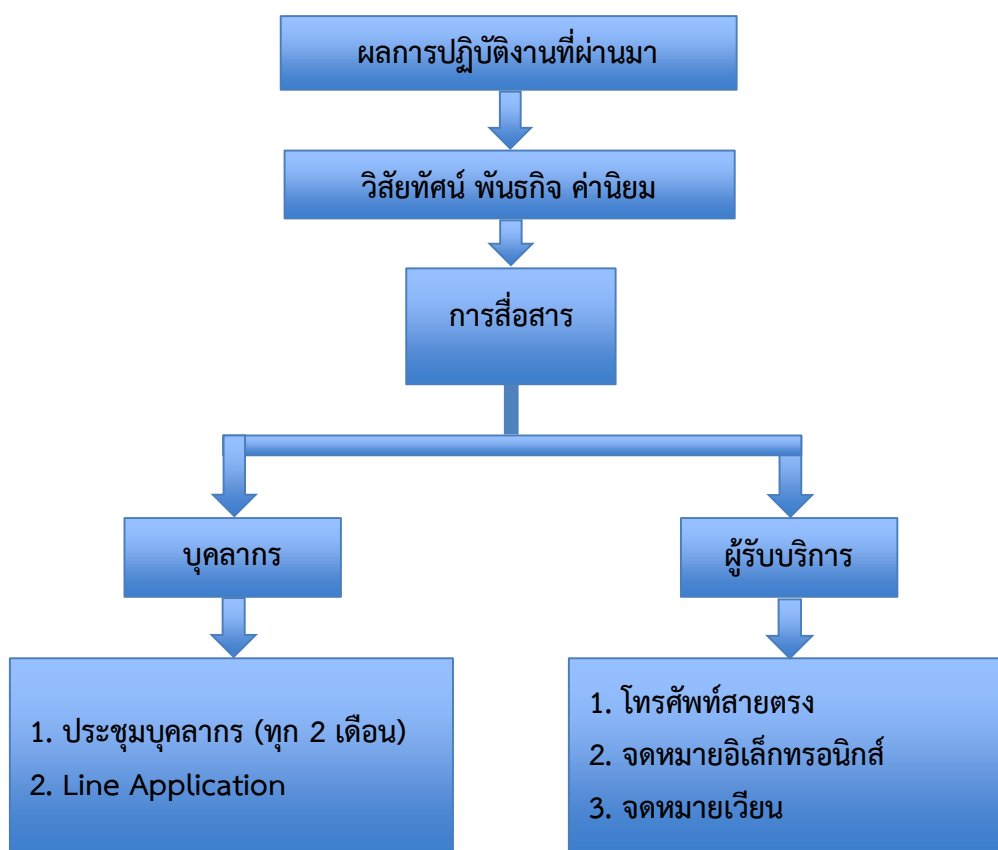 ผลการปฏิบัติงานที่ผ่านมา
วิสัยทัศน์ พันธกิจ ค่านิยม
การสื่อสาร
บุคลากร
ผู้รับบริการ
1. ประชุมบุคลากร (ทุก 2 เดือน)
2. Line Application
1. โทรศัพท์สายตรง
2. จดหมายอิเล็กทรอนิกส์
3. จดหมายเวียน